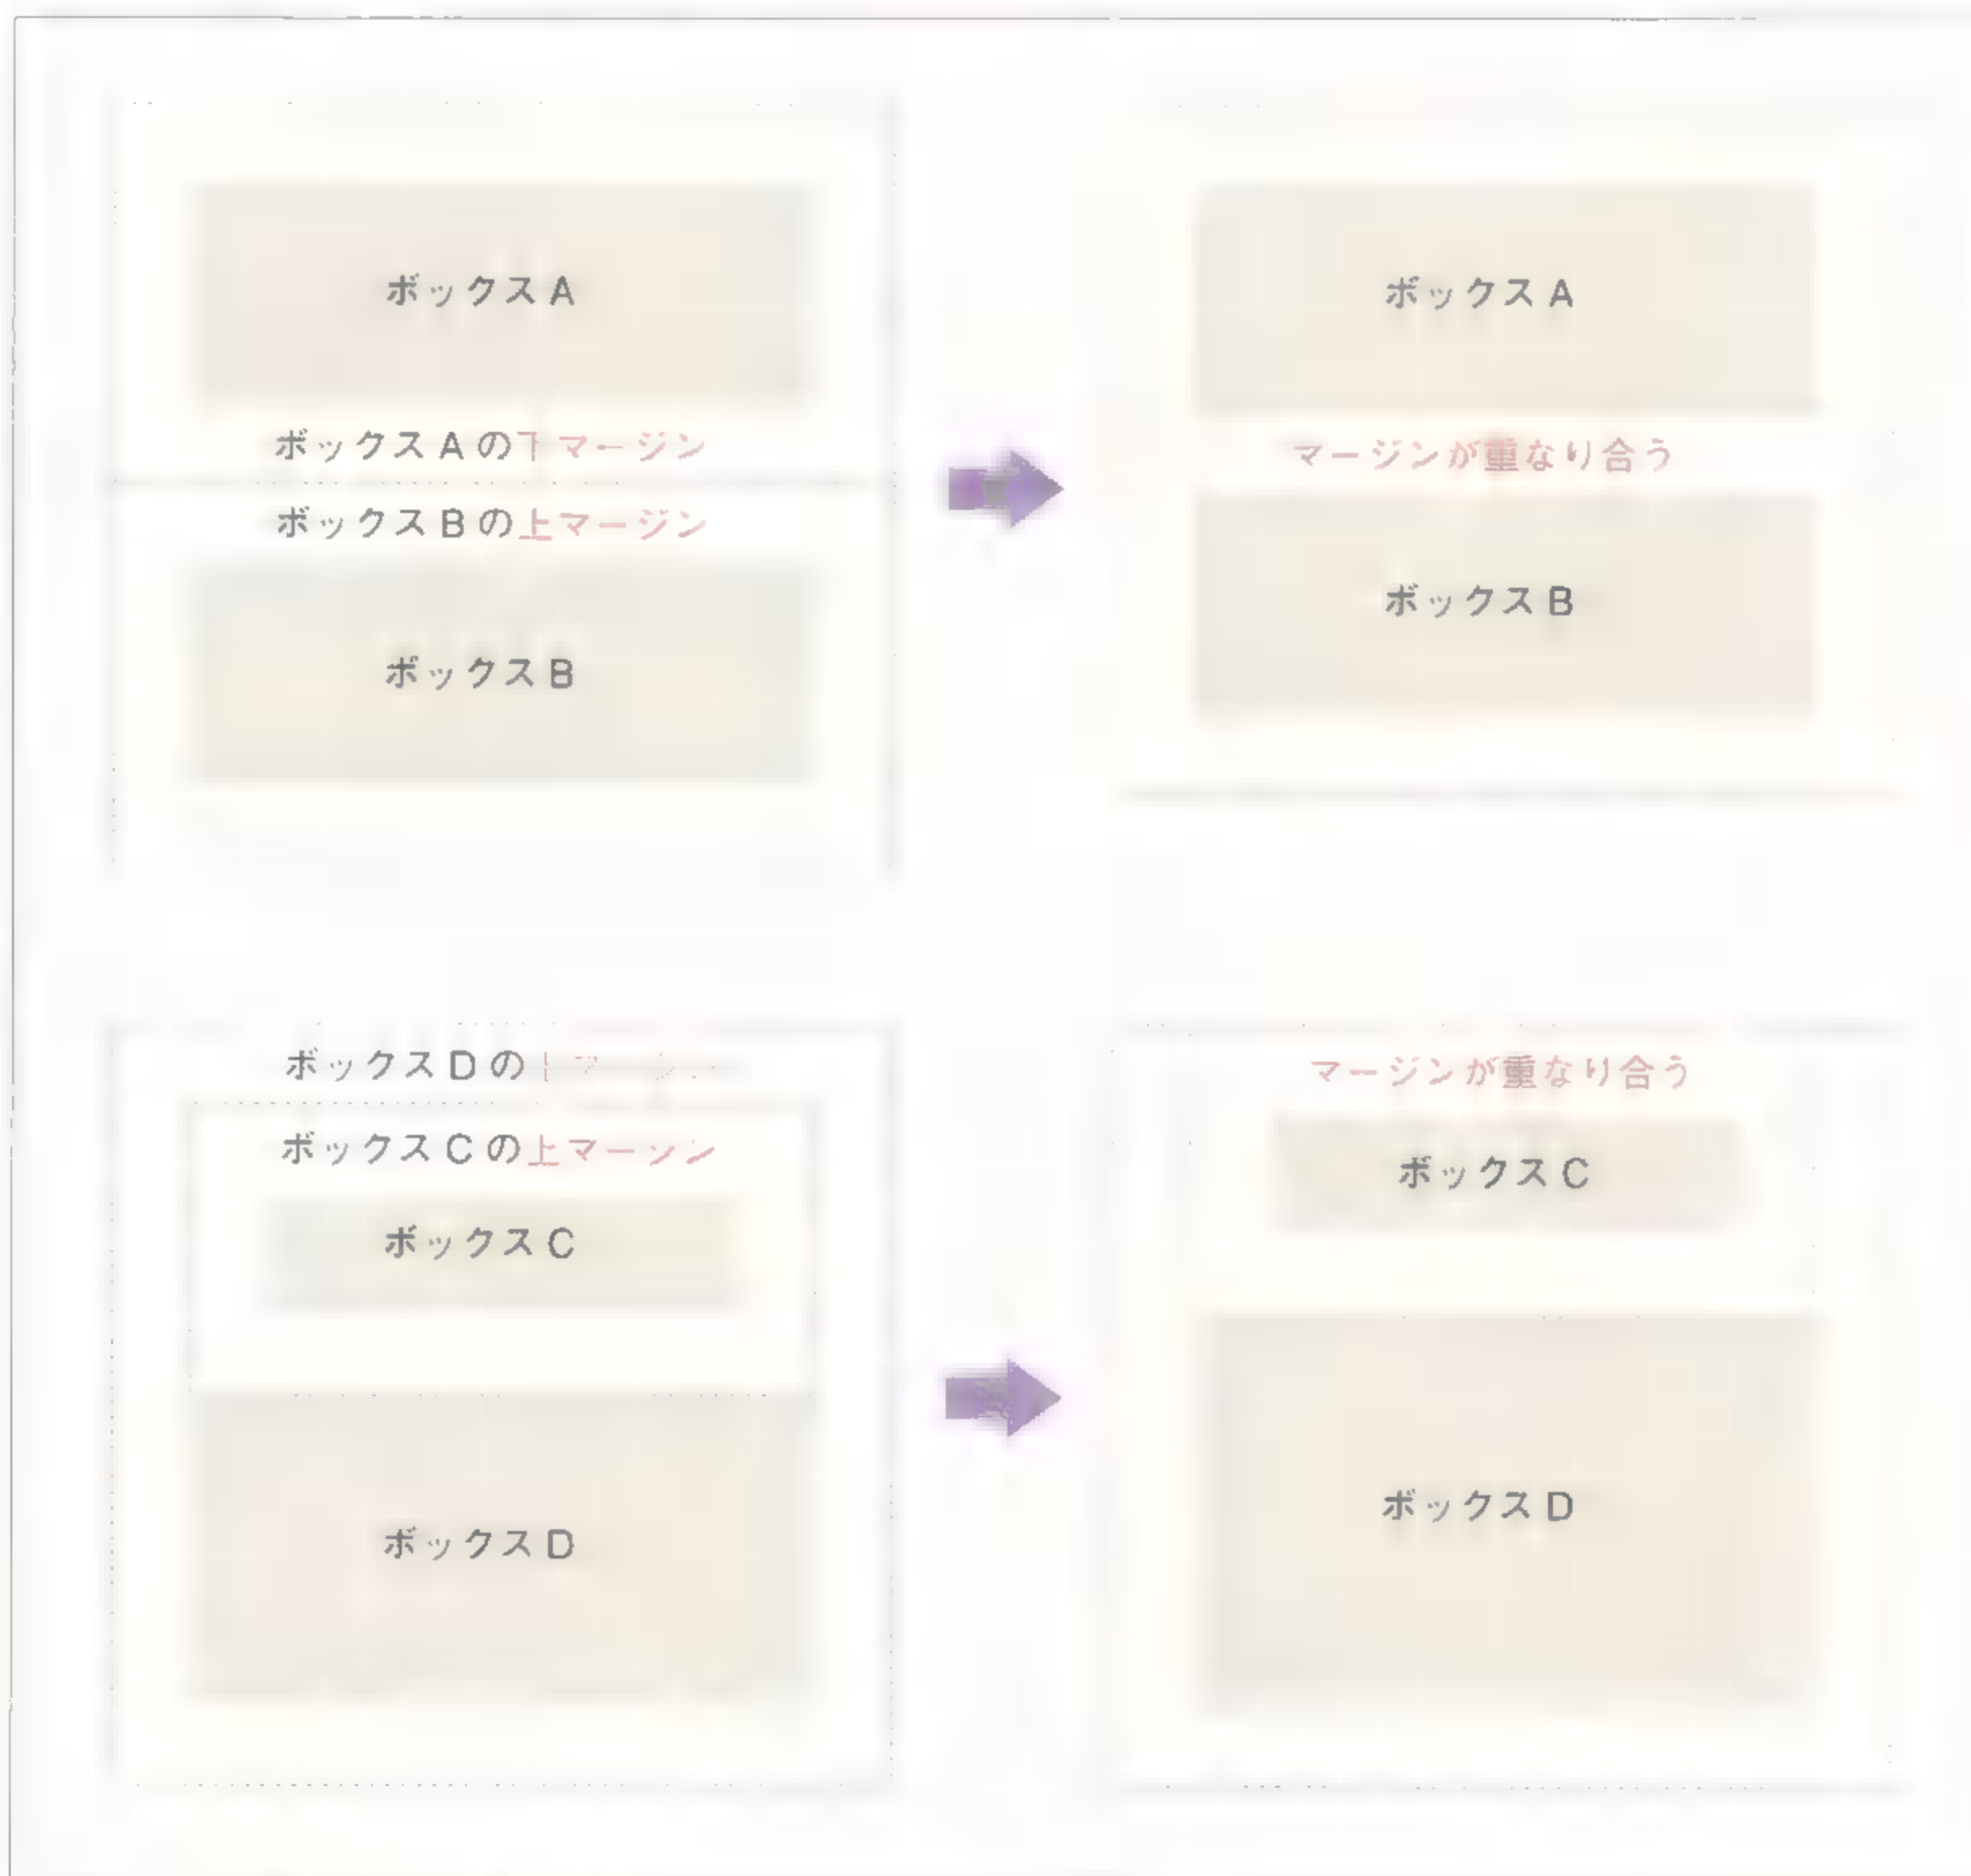 ボックスA
ボックスAの下マージン
ボックスBの上マージン
ボックスB
ボックスA
マージンが重なり合う
ボックスB
ボックスDの
ボックスCの上マージン
ボックスC
ボックスD
マージンが重なり合う
ボックスC
ボックスD